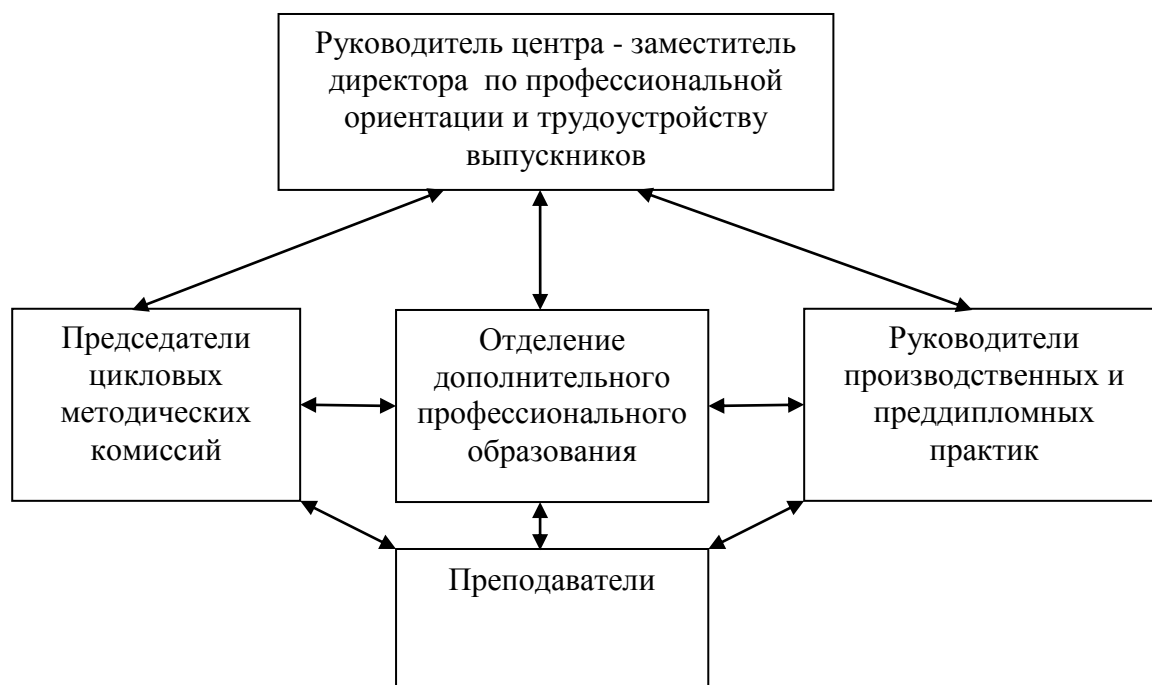 Руководитель центра - заместитель
директора по профессиональной
ориентации и трудоустройству
выпускников
Председатели
цикловых
методических
комиссий
Отделение
дополнительного
профессионального
образования
Руководители
производственных и
преддипломных
практик
Преподаватели